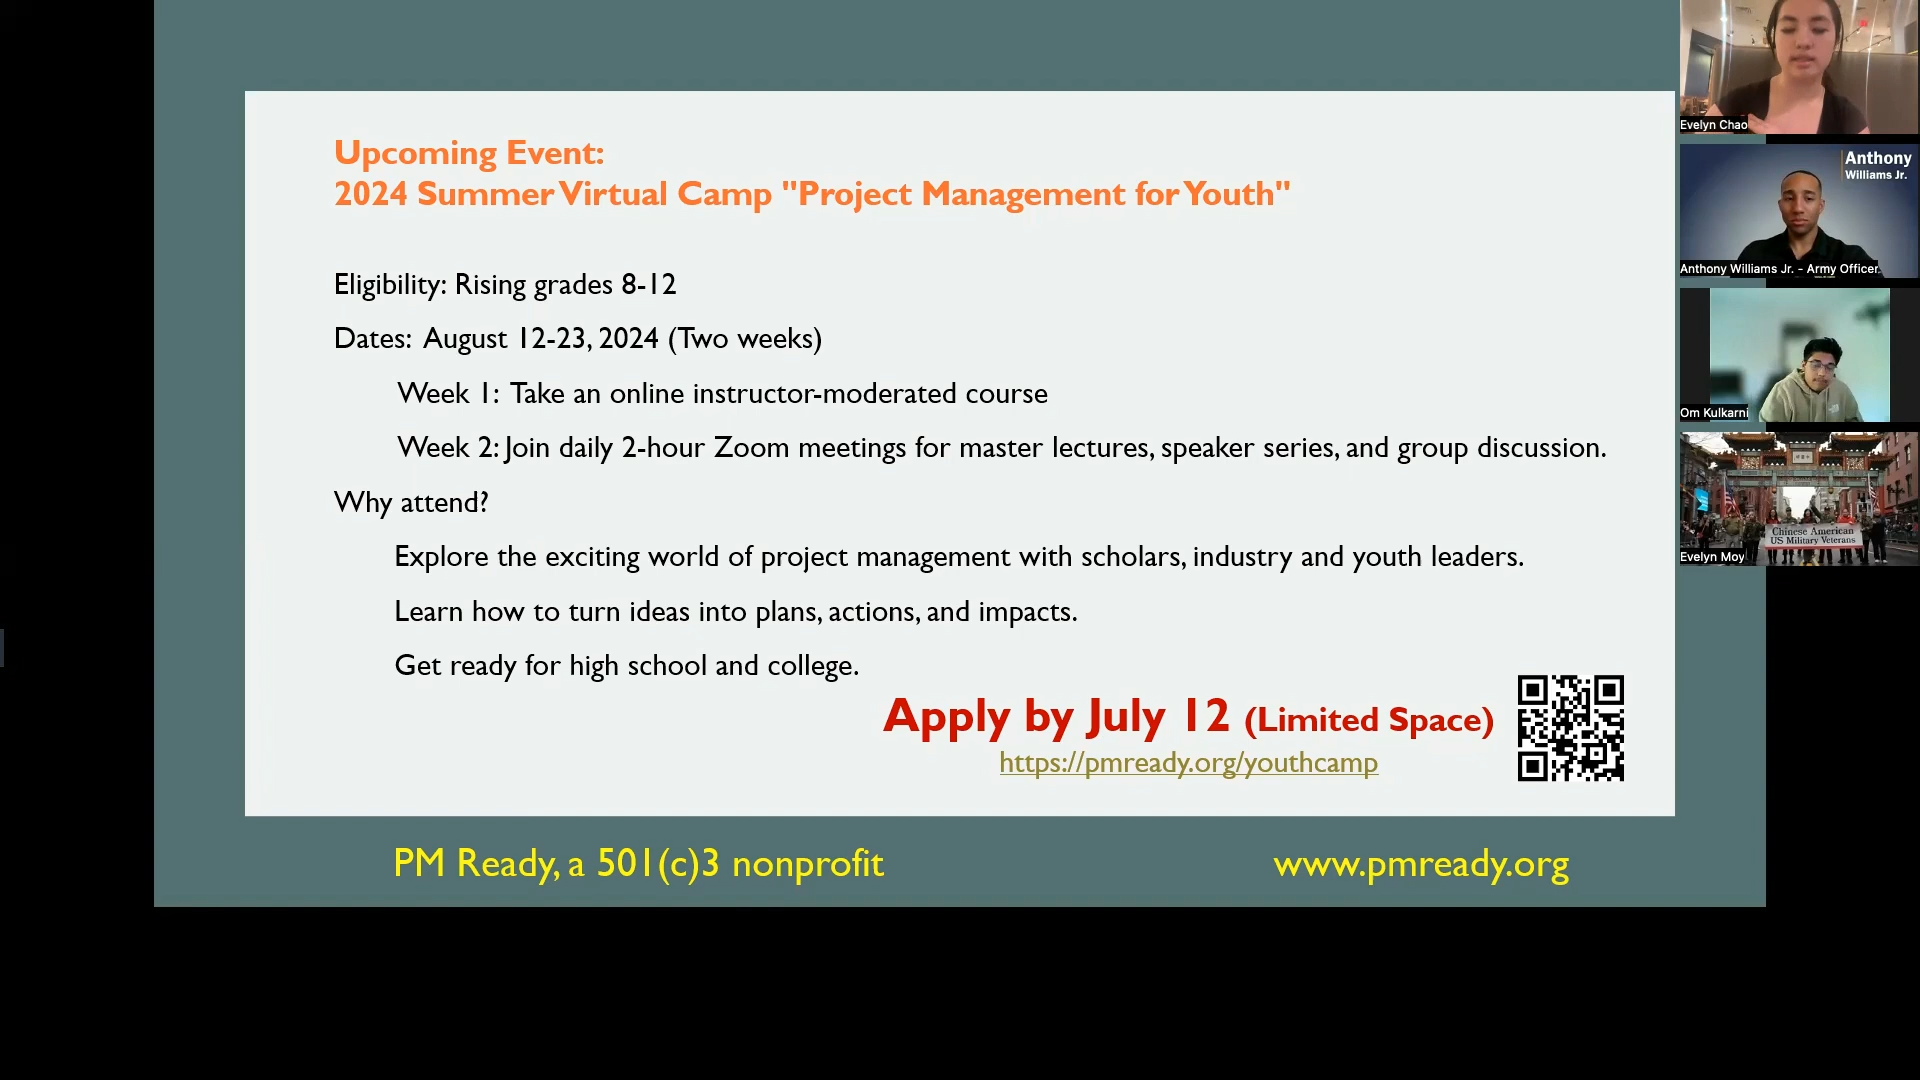 Upcoming Event:
2024 Summer Virtual Camp "Project Management for Youth"
Eligibility: Rising grades 8-12
Dates: August 12-23, 2024 (Two weeks)
Week 1: Take an online instructor-moderated course
Week 2: Join daily 2-hour Zoom meetings for master lectures, speaker series, and group discussion.
Why attend?
Explore the exciting world of project management with scholars, industry and youth leaders.
Learn how to turn ideas into plans, actions, and impacts.
Get ready for high school and college.
Apply by July 12 (Limited Space)
https://pmready.org/youthcamp
PM Ready, a 501(c)3 nonprofit
www.pmready.org
Evelyn Chao
Anthony
Williams Jr.
Anthony Williams Jr. - Army Officer
Om Kulkarni
Chinese American
US Military Veterans
Evelyn Moy